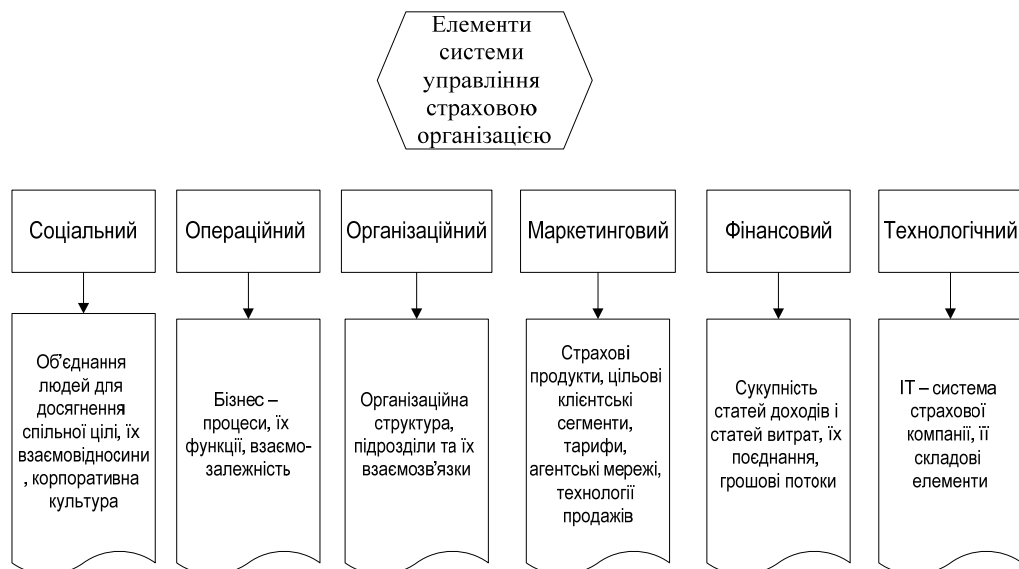 Елементи
системи
управління
страховою
організацією
Соціальний
Операційний
Організаційний
Маркетинговий
Фінансовий
Технологічний
Об'єднання
людей для
досягнення
спільної цілі, їх
взаємовідносини
, корпоративна
культура
Бізнес –
процеси, їх
функції, взаємо-
залежність
Організаційна
структура,
підрозділи та їх
взаємозв'язки
Страхові
продукти, цільові
клієнтські
сегменти,
тарифи,
агентські мережі,
технології
продажів
Сукупність
статей доходів і
статей витрат, їх
поєднання,
грошові потоки
ІТ – система
страхової
компанії, її
складові
елементи